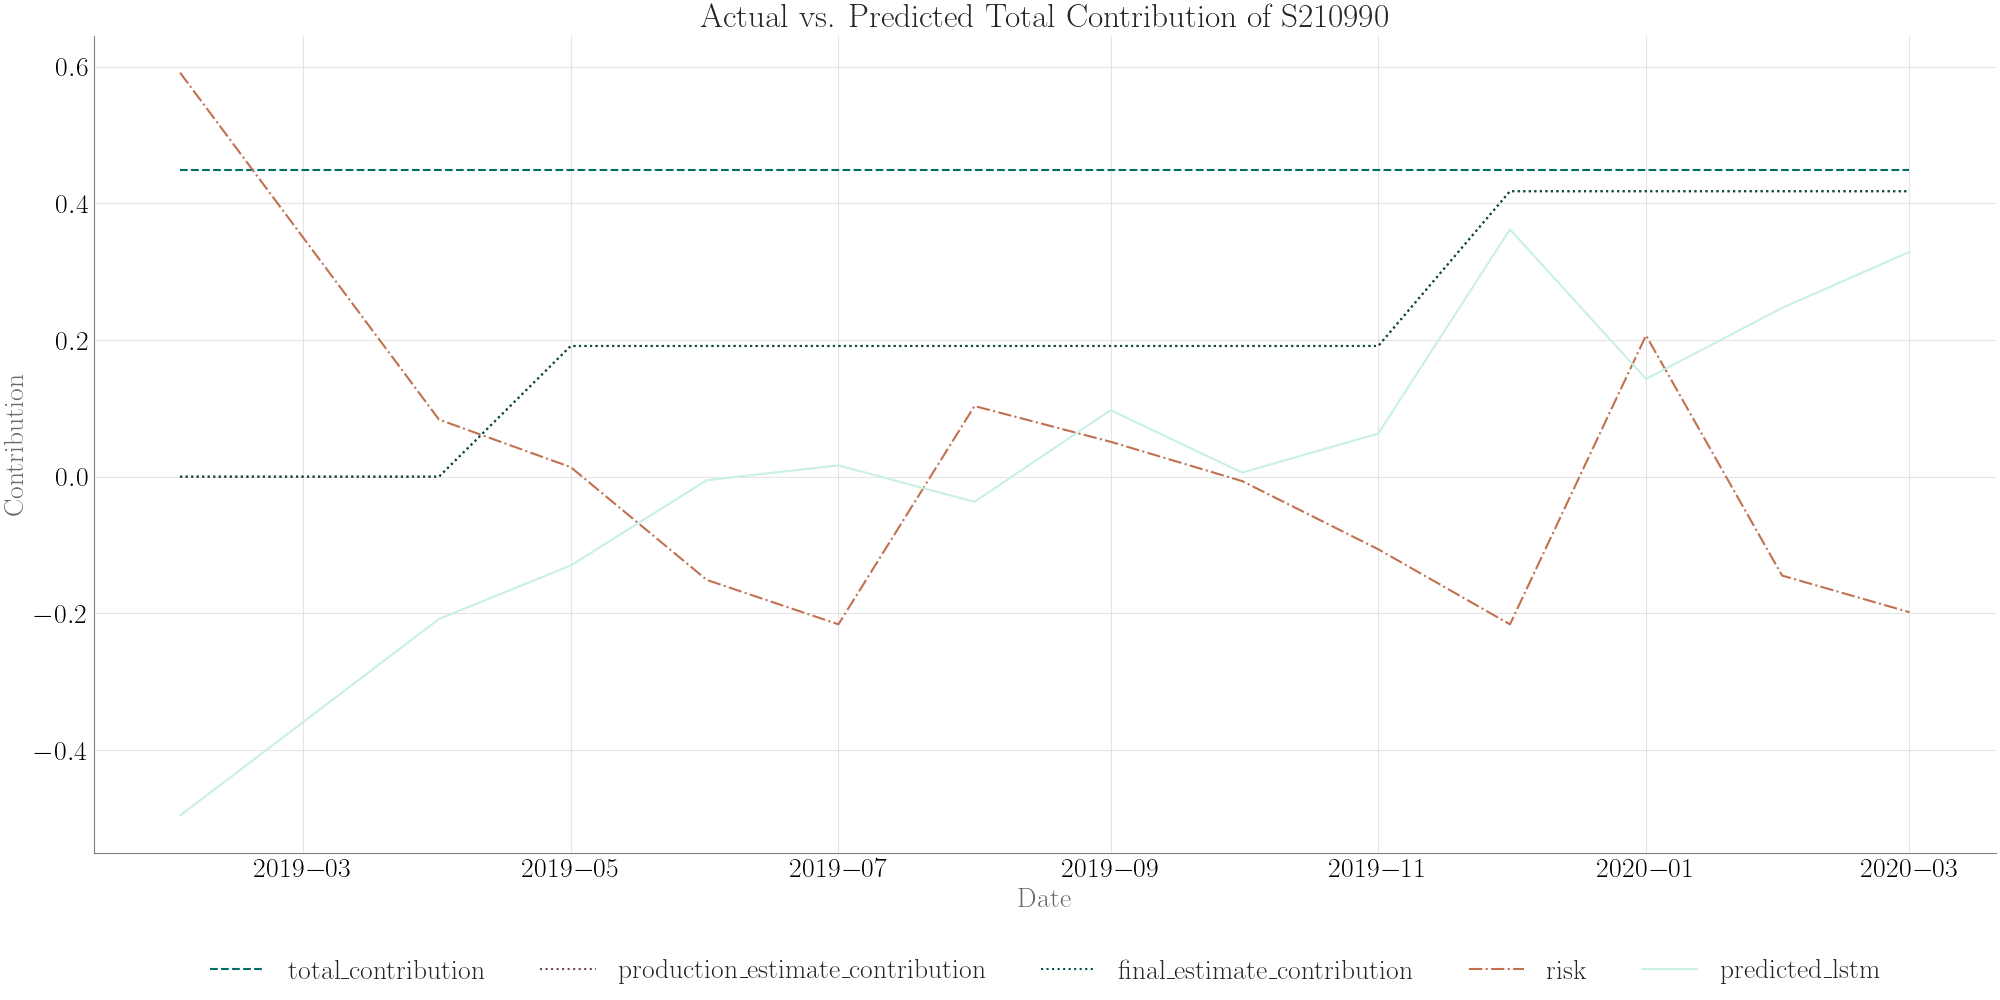 Actual vs. Predicted Total Contribution of S210990
0.6
0.4
0.2
0.0
−0.2
−0.4
Contribution
2019−03 2019−05 2019−07 2019−09 2019−11 2020−01 2020−03
Date
total_contribution production_estimate_contribution final_estimate_contribution risk predicted_lstm